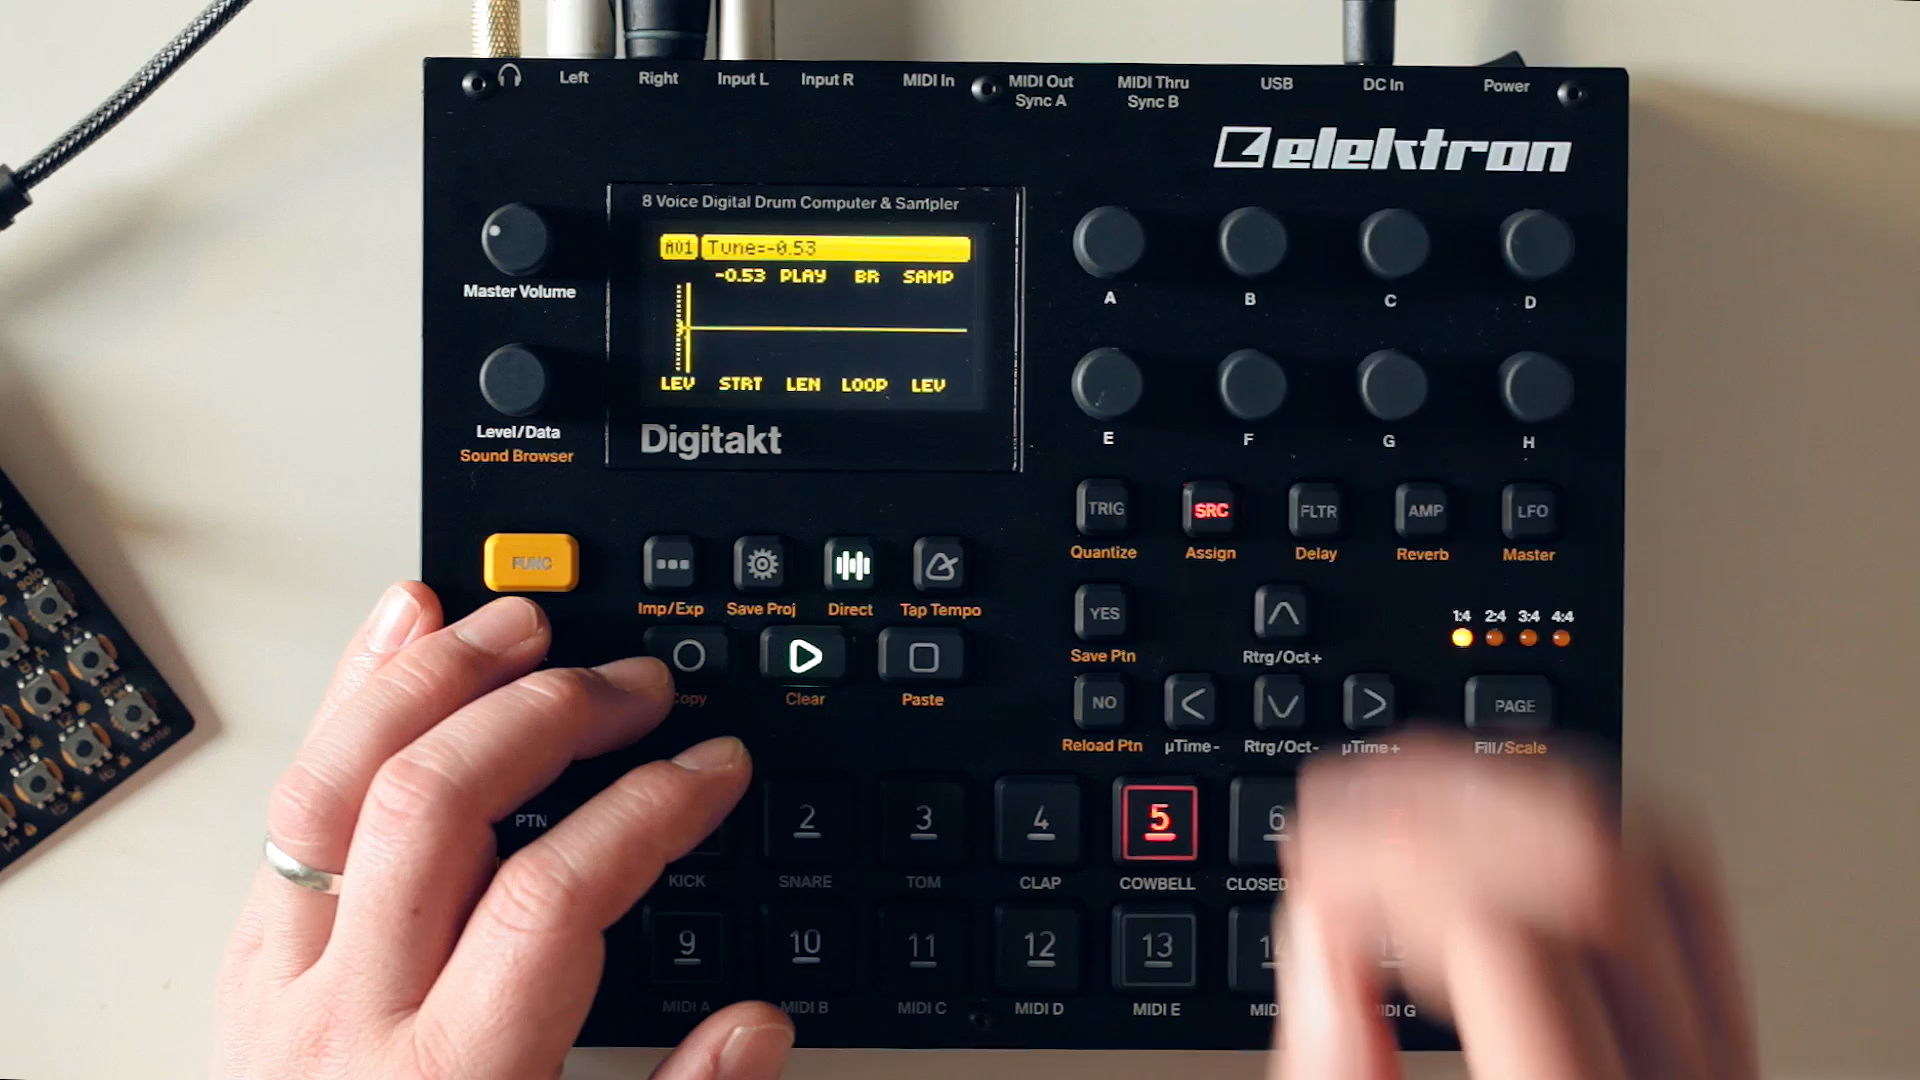 Left Right Input L Input R MIDI In MIDI Out MIDI Thru USB DC In Power
Sync A Sync B
elektron
8 Voice Digital Drum Computer & Sampler
A01 Tune=-0.53
-0.53 PLAY BR SAMP
LEV STRT LEN LOOP LEV
Digitakt
Master Volume
Level/Data
Sound Browser
A B C D
E F G H
TRIG SRC FLTR AMP LFO
Quantize Assign Delay Reverb Master
FUNC
Imp/Exp Save Proj Direct Tap Tempo
YES
Save Ptn Rtrg/Oct+
1:4 2:4 3:4 4:4
Copy Clear Paste
NO PAGE
Reload Ptn µTime- Rtrg/Oct- µTime+ Fill/Scale
PTN 2 3 4 5 6
KICK SNARE TOM CLAP COWBELL CLOSED
9 10 11 12 13 14 15
MIDI A MIDI B MIDI C MIDI D MIDI E